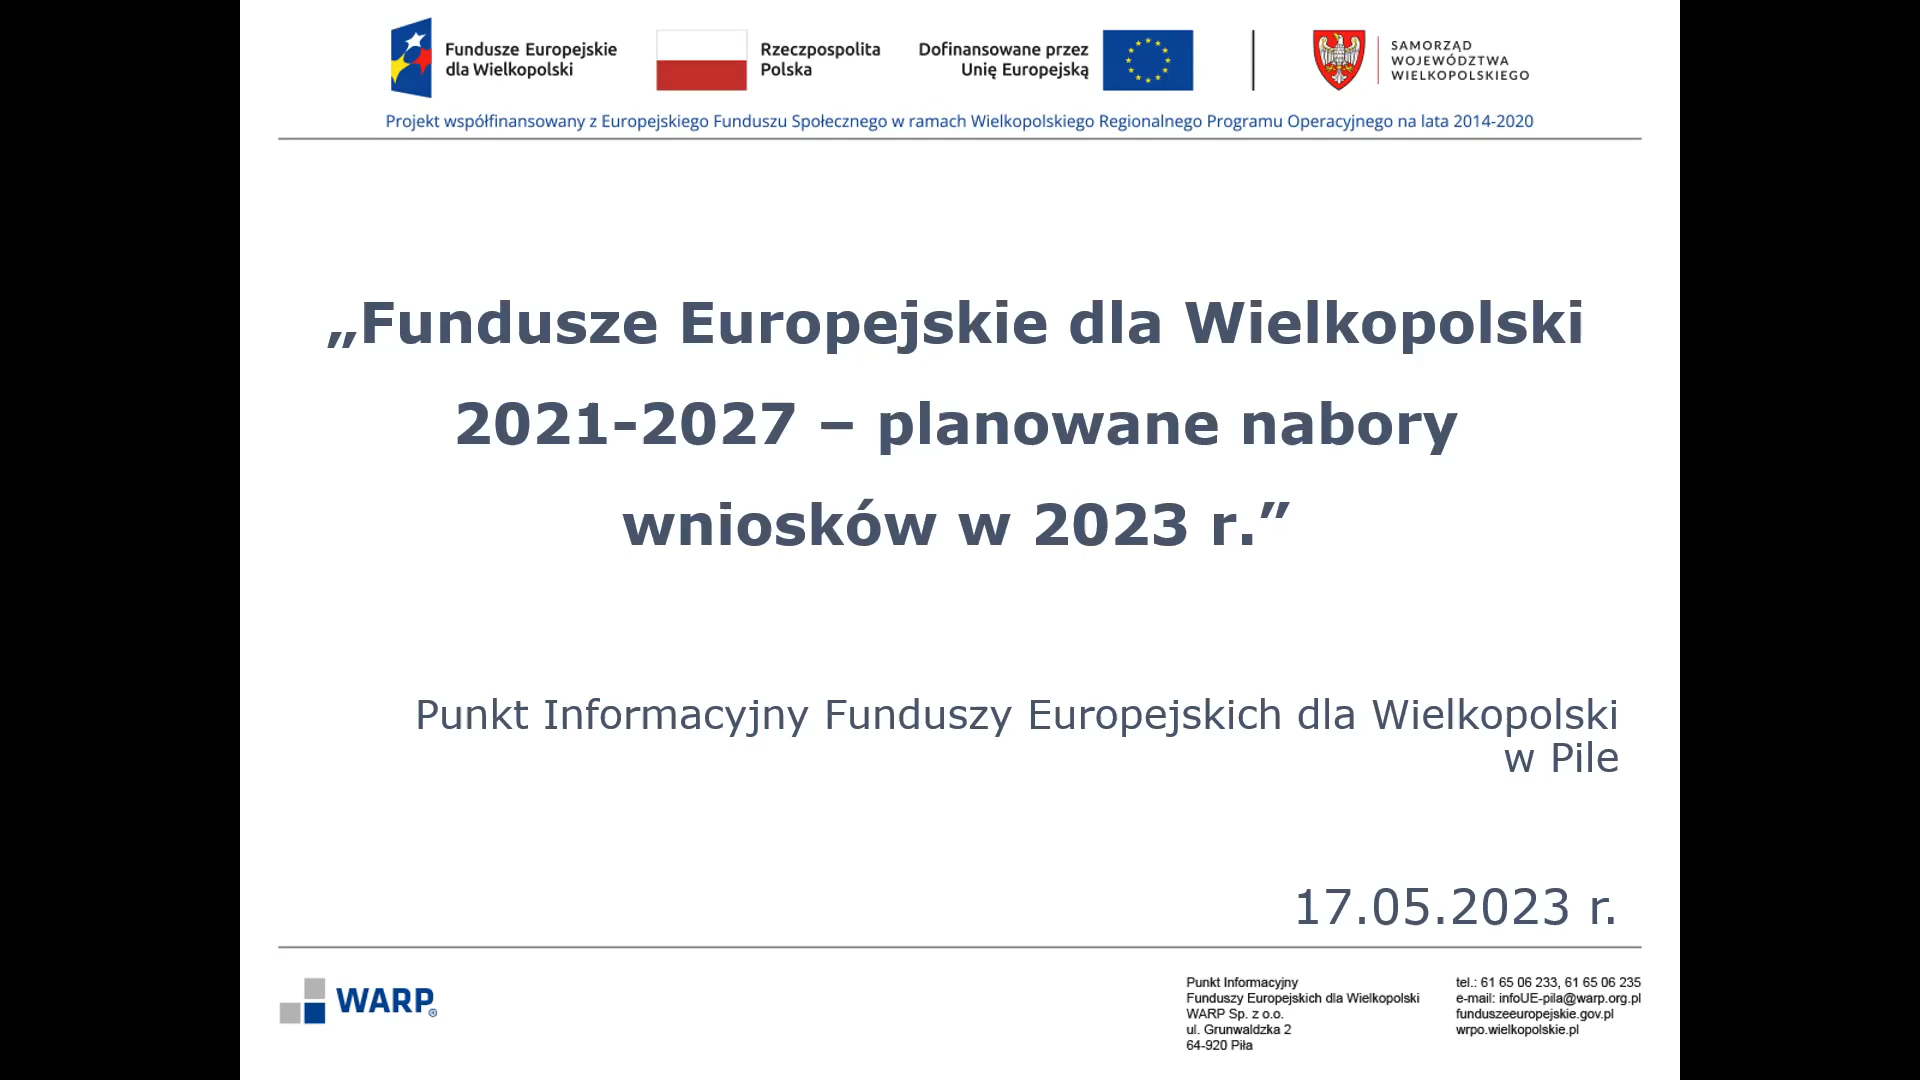 Fundusze Europejskie
dla Wielkopolski
Rzeczpospolita
Polska
Dofinansowane przez
Unię Europejską
SAMORZĄD
WOJEWÓDZTWA
WIELKOPOLSKIEGO
Projekt współfinansowany z Europejskiego Funduszu Społecznego w ramach Wielkopolskiego Regionalnego Programu Operacyjnego na lata 2014-2020
„Fundusze Europejskie dla Wielkopolski
2021-2027 – planowane nabory
wniosków w 2023 r.”
Punkt Informacyjny Funduszy Europejskich dla Wielkopolski
w Pile
17.05.2023 r.
WARP®
Punkt Informacyjny
Funduszy Europejskich dla Wielkopolski
WARP Sp. z o.o.
ul. Grunwaldzka 2
64-920 Piła
tel.: 61 65 06 233, 61 65 06 235
e-mail: infoUE-pila@warp.org.pl
funduszeeuropejskie.gov.pl
wrpo.wielkopolskie.pl